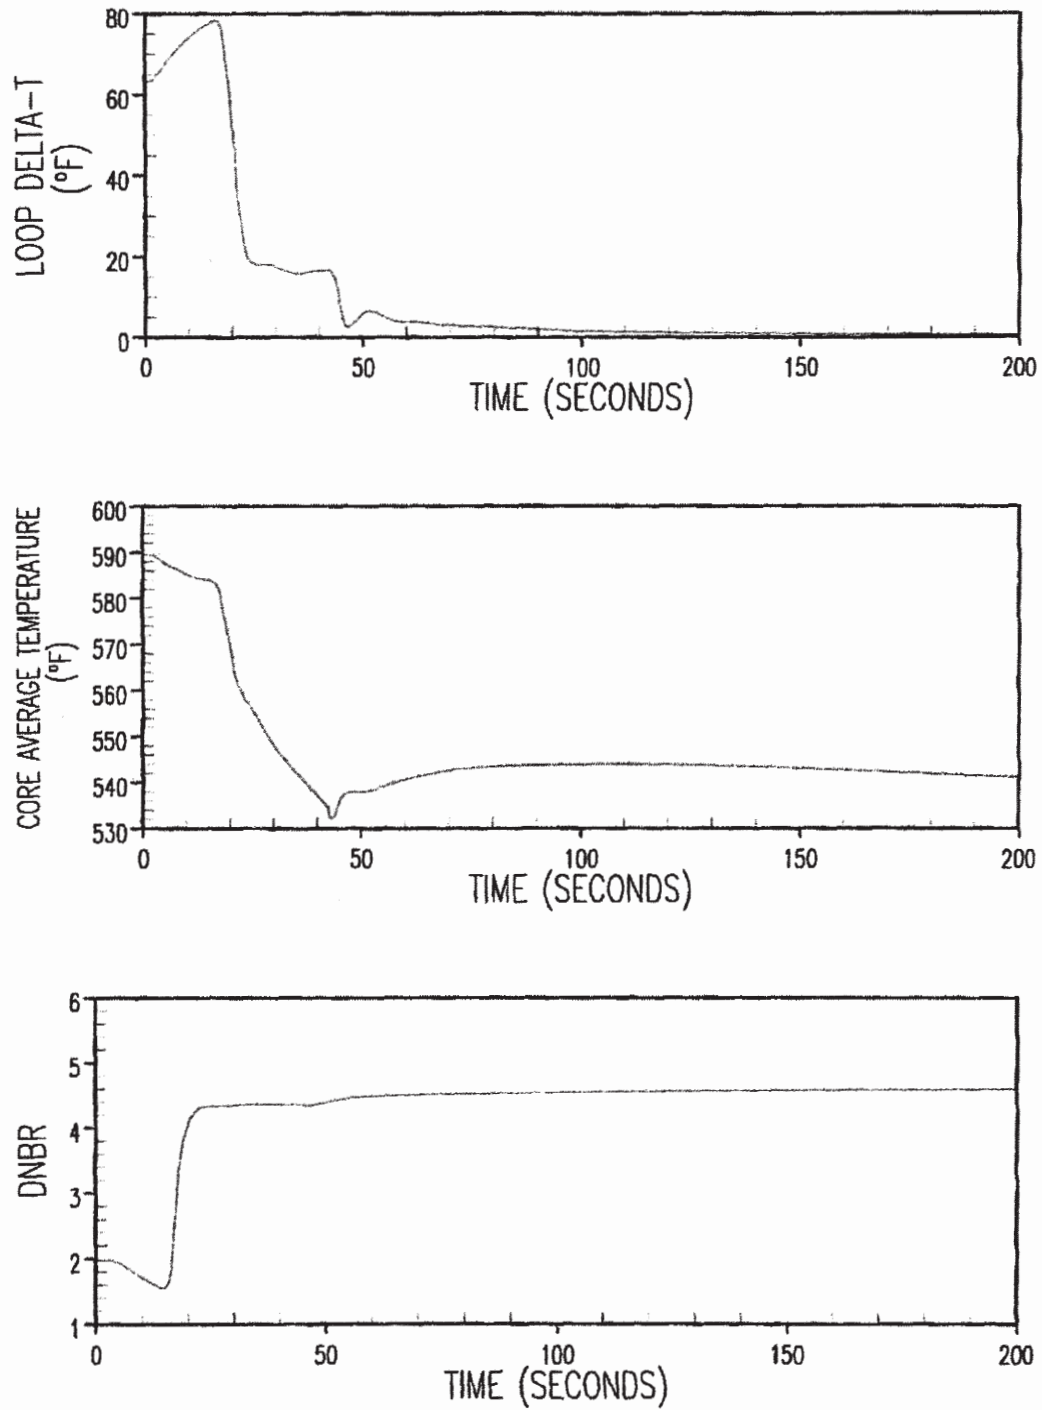 LOOP DELTA-T
(°F)
80
60
40
20
0
0 50 100 150 200
TIME (SECONDS)
CORE AVERAGE TEMPERATURE
(°F)
600
590
580
570
560
550
540
530
0 50 100 150 200
TIME (SECONDS)
DNBR
6
5
4
3
2
1
0 50 100 150 200
TIME (SECONDS)